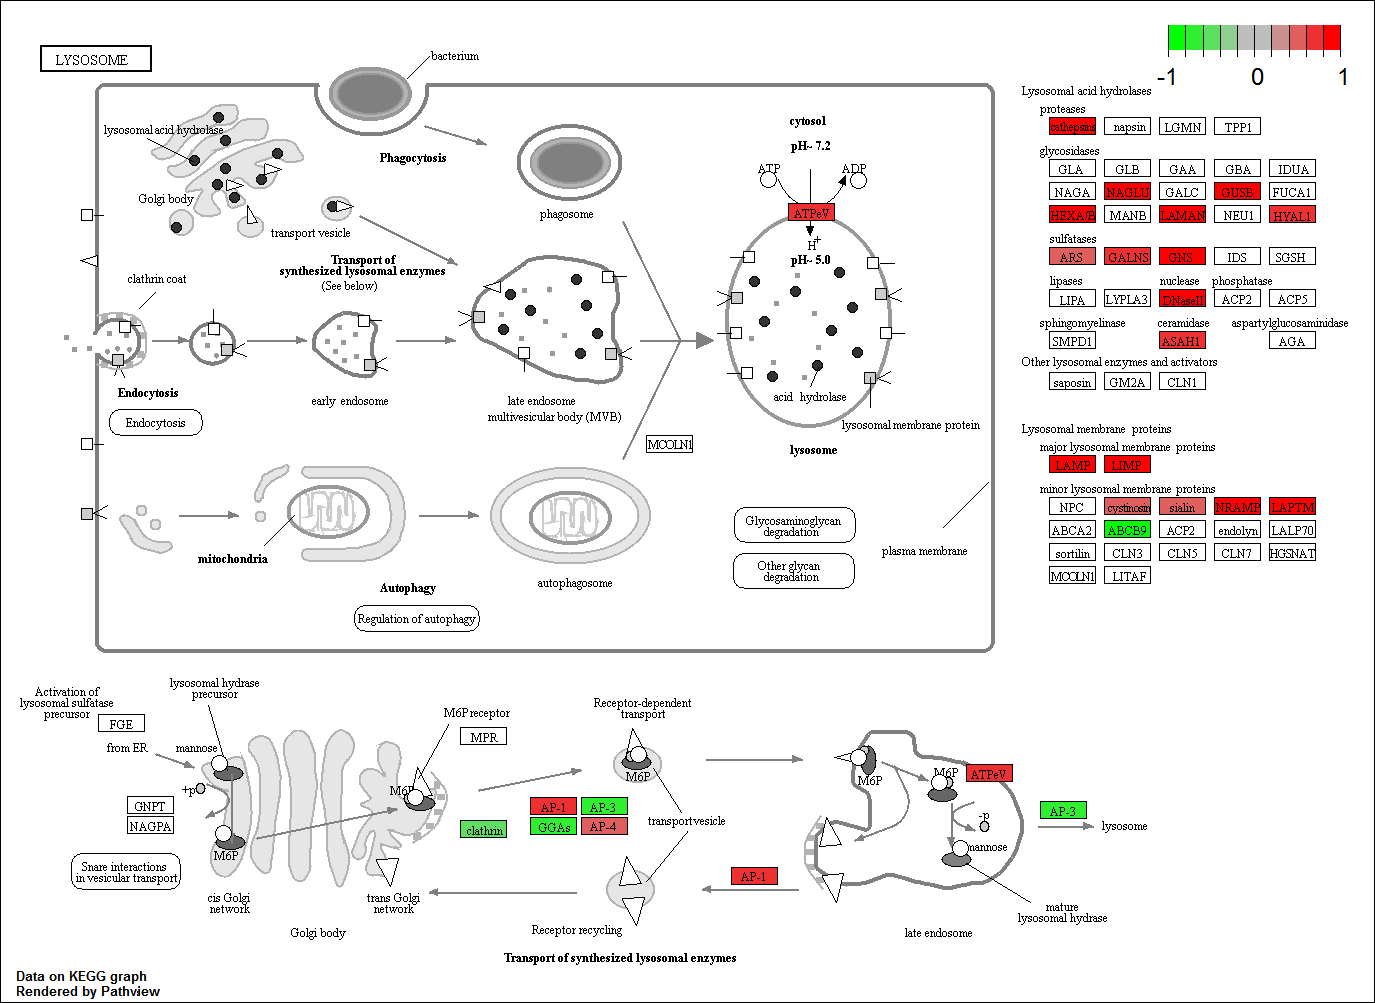 LYSOSOME
bacterium
-1 0 1
lysosomal acid hydrolase
Golgi body
Phagocytosis
phagosome
transport vesicle
Transport of
synthesized lysosomal enzymes
(See below)
cytosol
pH~ 7.2
ATP
ADP
ATPeV
H+
pH~ 5.0
clathrin coat
Endocytosis
Endocytosis
early endosome
late endosome
multivesicular body (MVB)
acid hydrolase
lysosomal membrane protein
lysosome
MCOLN1
mitochondria
Autophagy
Regulation of autophagy
autophagosome
Glycosaminoglycan
degradation
Other glycan
degradation
plasma membrane
Lysosomal acid hydrolases
proteases
cathepsins napsin LGMN TPP1
glycosidases
GLA GLB GAA GBA IDUA
NAGA NAGLU GALC GUSB FUCA1
HEXA/B MANB LAMAN NEU1 HYAL1
sulfatases
ARS GALNS GNS IDS SGSH
lipases nuclease phosphatase
LIPA LYPLA3 DNaseII ACP2 ACP5
sphingomyelinase ceramidase aspartylglucosaminidase
SMPD1 ASAH1 AGA
Other lysosomal enzymes and activators
saposin GM2A CLN1
Lysosomal membrane proteins
major lysosomal membrane proteins
LAMP LIMP
minor lysosomal membrane proteins
NPC cystinosin sialin NRAMP LAPTM
ABCA2 ABCB9 ACP2 endolyn LALP70
sortilin CLN3 CLN5 CLN7 HGSNAT
MCOLN1 LITAF
Activation of
lysosomal sulfatase
precursor
FGE
from ER
lysosomal hydrase
precursor
mannose
+p
GNPT
NAGPA
M6P
Snare interactions
in vesicular transport
cis Golgi
network
Golgi body
trans Golgi
network
M6P
M6P receptor
MPR
clathrin
AP-1 AP-3
GGAs AP-4
Receptor-dependent
transport
M6P
transport vesicle
Receptor recycling
AP-1
M6P
M6P
ATPeV
-p
mannose
AP-3
lysosome
mature
lysosomal hydrase
late endosome
Transport of synthesized lysosomal enzymes
Data on KEGG graph
Rendered by Pathview